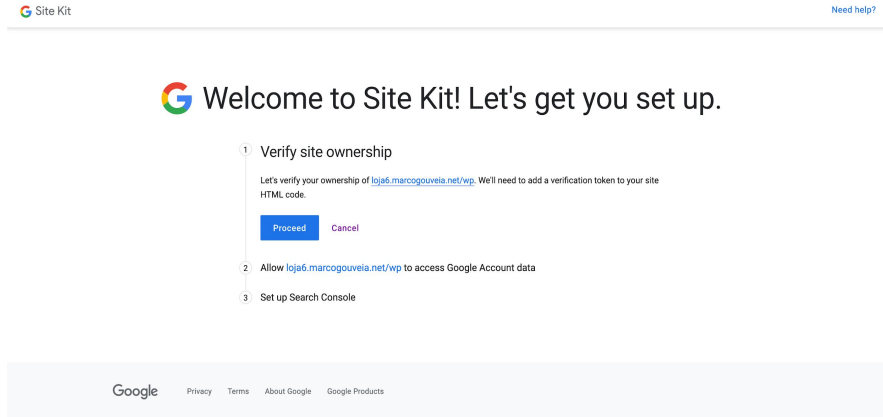 G Site Kit
Need help?
G Welcome to Site Kit! Let's get you set up.
1 Verify site ownership
Let's verify your ownership of loja6.marcogouveia.net/wp. We'll need to add a verification token to your site
HTML code.
Proceed Cancel
2 Allow loja6.marcogouveia.net/wp to access Google Account data
3 Set up Search Console
Google Privacy Terms About Google Google Products